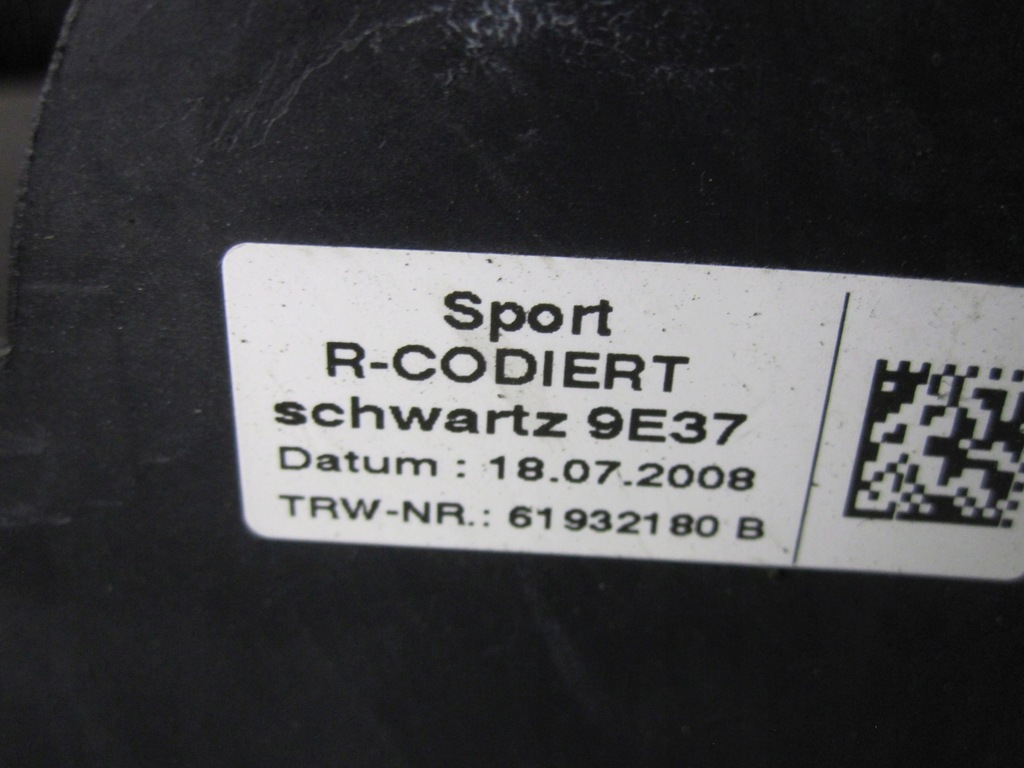 Sport
R-CODIERT
schwartz 9E37
Datum : 18.07.2008
TRW-NR.: 61932180 B